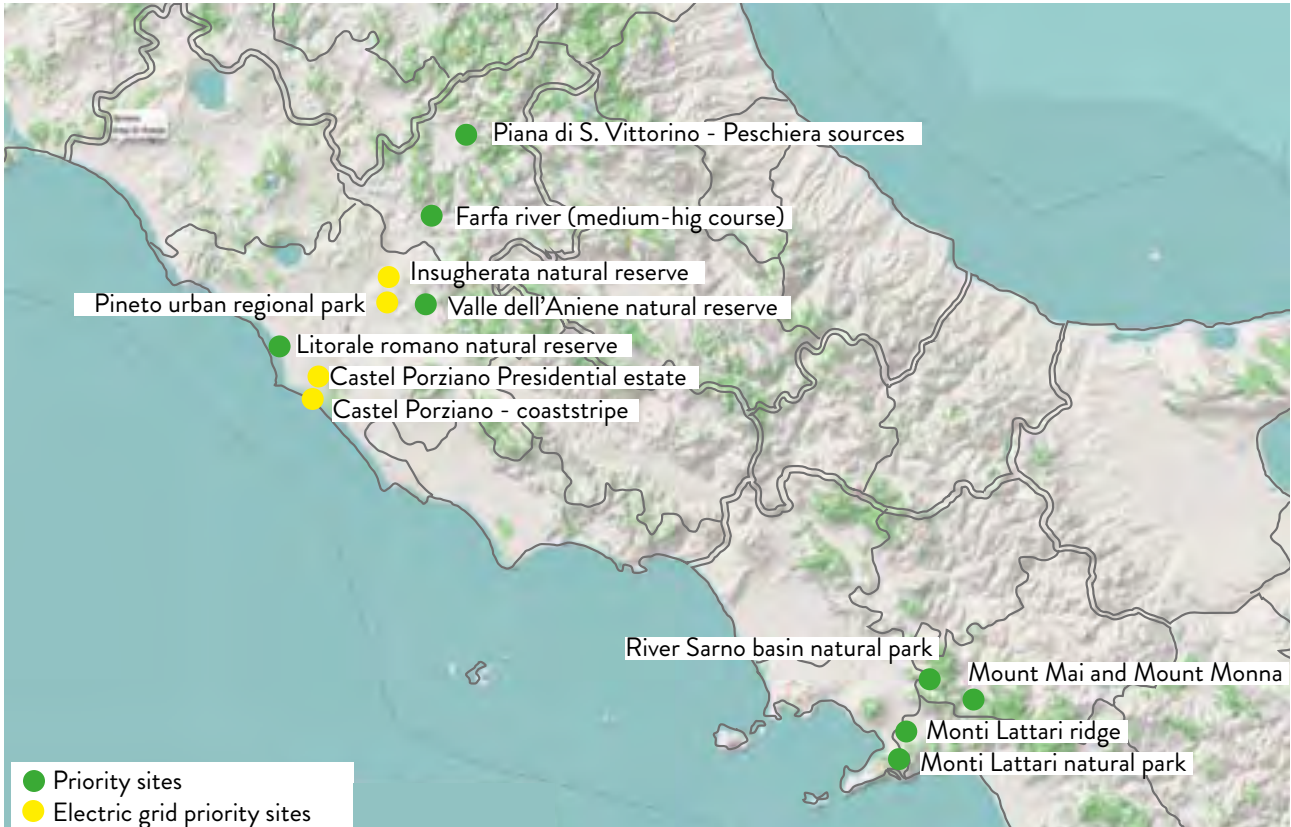 Piana di S. Vittorino - Peschiera sources
Farfa river (medium-hig course)
Insugherata natural reserve
Pineto urban regional park
Valle dell'Aniene natural reserve
Litorale romano natural reserve
Castel Porziano Presidential estate
Castel Porziano - coaststripe
River Sarno basin natural park
Mount Mai and Mount Monna
Monti Lattari ridge
Monti Lattari natural park
Priority sites
Electric grid priority sites